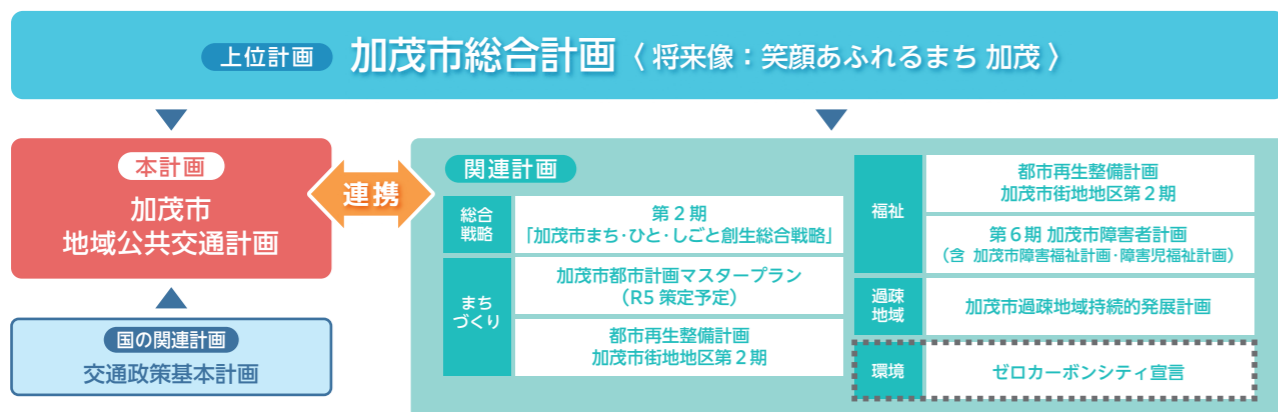 上位計画 加茂市総合計画〈 将来像：笑顔あふれるまち 加茂 〉
本計画
加茂市
地域公共交通計画
連携
国の関連計画
交通政策基本計画
関連計画
総合
戦略
第２期
「加茂市まち･ひと･しごと創生総合戦略」
まち
づくり
加茂市都市計画マスタープラン
（R5 策定予定）
都市再生整備計画
加茂市街地地区第２期
福祉
都市再生整備計画
加茂市街地地区第２期
第６期 加茂市障害者計画
（含 加茂市障害福祉計画･障害児福祉計画）
過疎
地域
加茂市過疎地域持続的発展計画
環境
ゼロカーボンシティ宣言